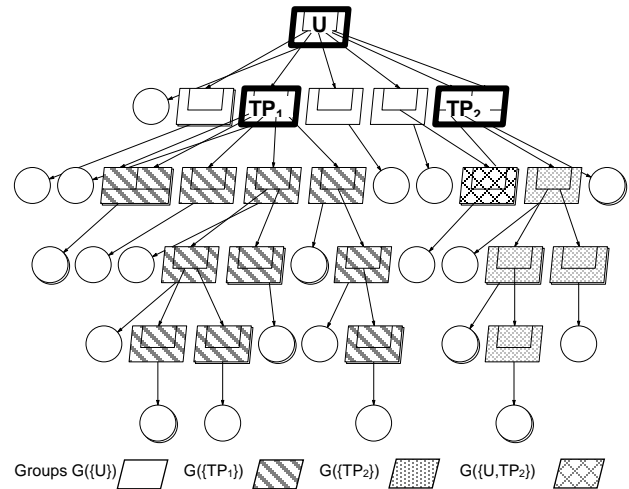 U
TP₁
TP₂
Groups G({U})
G({TP₁})
G({TP₂})
G({U,TP₂})